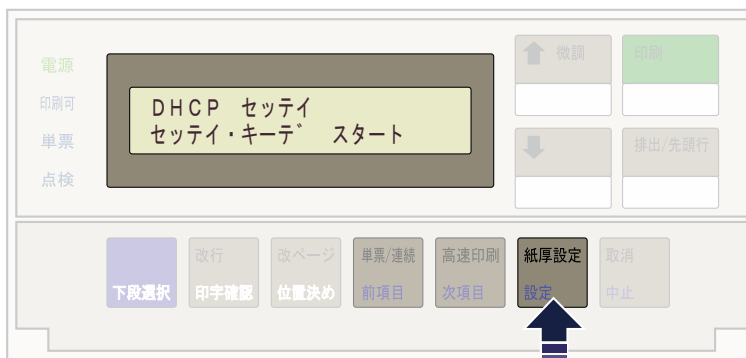 電源
印刷可
単票
点検
DHCP セッテイ
セッテイ・キーデ゛ スタート
微調
印刷
排出/先頭行
下段選択
改行
印字確認
改ページ
位置決め
単票/連続
前項目
高速印刷
次項目
紙厚設定
設定
取消
中止